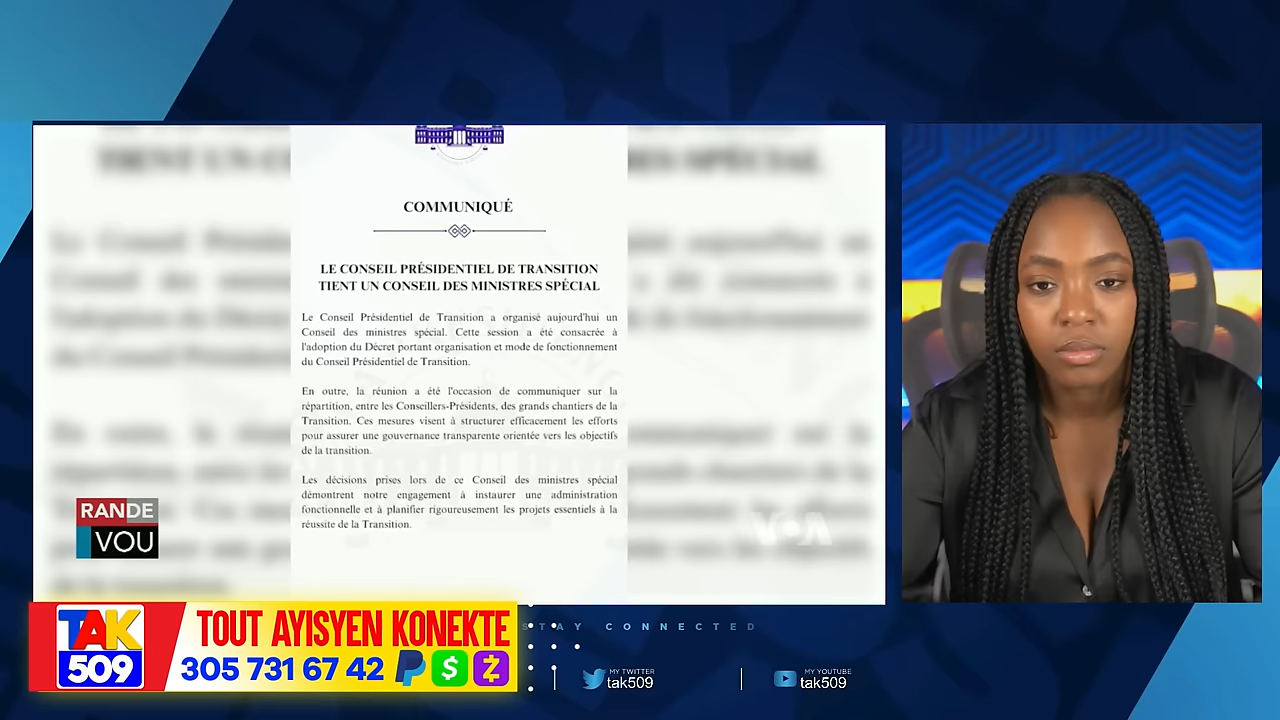 COMMUNIQUÉ
LE CONSEIL PRÉSIDENTIEL DE TRANSITION
TIENT UN CONSEIL DES MINISTRES SPÉCIAL
Le Conseil Présidentiel de Transition a organisé aujourd'hui un
Conseil des ministres spécial. Cette session a été consacrée à
l'adoption du Décret portant organisation et mode de fonctionnement
du Conseil Présidentiel de Transition.
En outre, la réunion a été l'occasion de communiquer sur la
répartition, entre les Conseillers-Présidents, des grands chantiers de la
Transition. Ces mesures visent à structurer efficacement les efforts
pour assurer une gouvernance transparente orientée vers les objectifs
de la transition.
Les décisions prises lors de ce Conseil des ministres spécial
démontrent notre engagement à instaurer une administration
fonctionnelle et à planifier rigoureusement les projets essentiels à la
réussite de la Transition.
RANDE
VOU
VOA
TAK
509
TOUT AYISYEN KONEKTE
305 731 67 42
STAY CONNECTED
MY TWITTER
tak509
MY YOUTUBE
tak509